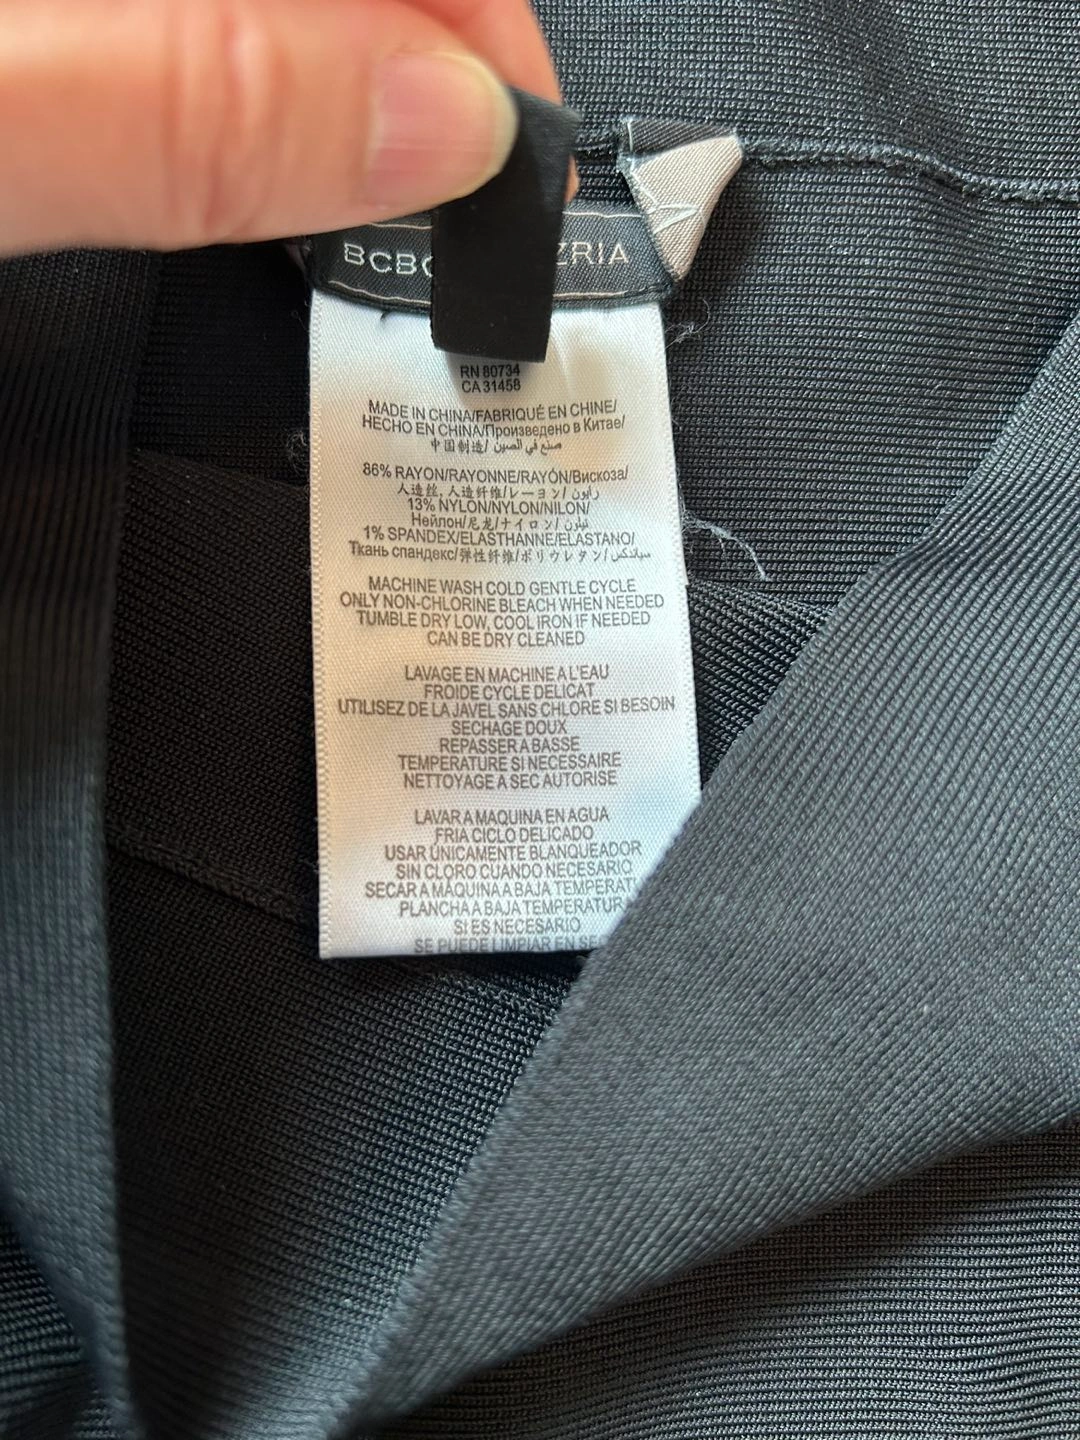 BCBG
ZRIA
RN 80734
CA 31458
MADE IN CHINA/FABRIQUÉ EN CHINE/
HECHO EN CHINA/Произведено в Китае/
中国制造/ صنع في الصين/
86% RAYON/RAYONNE/RAYÓN/Вискоза/
人造丝, 人造纤维/レーヨン/ رايون/
13% NYLON/NYLON/NILON/
Нейлон/尼龙/ナイロン/ نيلون/
1% SPANDEX/ELASTHANNE/ELASTANO/
Ткань спандекс/弹性纤维/ポリウレタン/ سباندكس/
MACHINE WASH COLD GENTLE CYCLE
ONLY NON-CHLORINE BLEACH WHEN NEEDED
TUMBLE DRY LOW, COOL IRON IF NEEDED
CAN BE DRY CLEANED
LAVAGE EN MACHINE A L'EAU
FROIDE CYCLE DELICAT
UTILISEZ DE LA JAVEL SANS CHLORE SI BESOIN
SECHAGE DOUX
REPASSER A BASSE
TEMPERATURE SI NECESSAIRE
NETTOYAGE A SEC AUTORISE
LAVAR A MAQUINA EN AGUA
FRIA CICLO DELICADO
USAR ÚNICAMENTE BLANQUEADOR
SIN CLORO CUANDO NECESARIO
SECAR A MÁQUINA A BAJA TEMPERAT
PLANCHA A BAJA TEMPERATURA
SI ES NECESARIO
SE PUEDE LIMPIAR EN SE